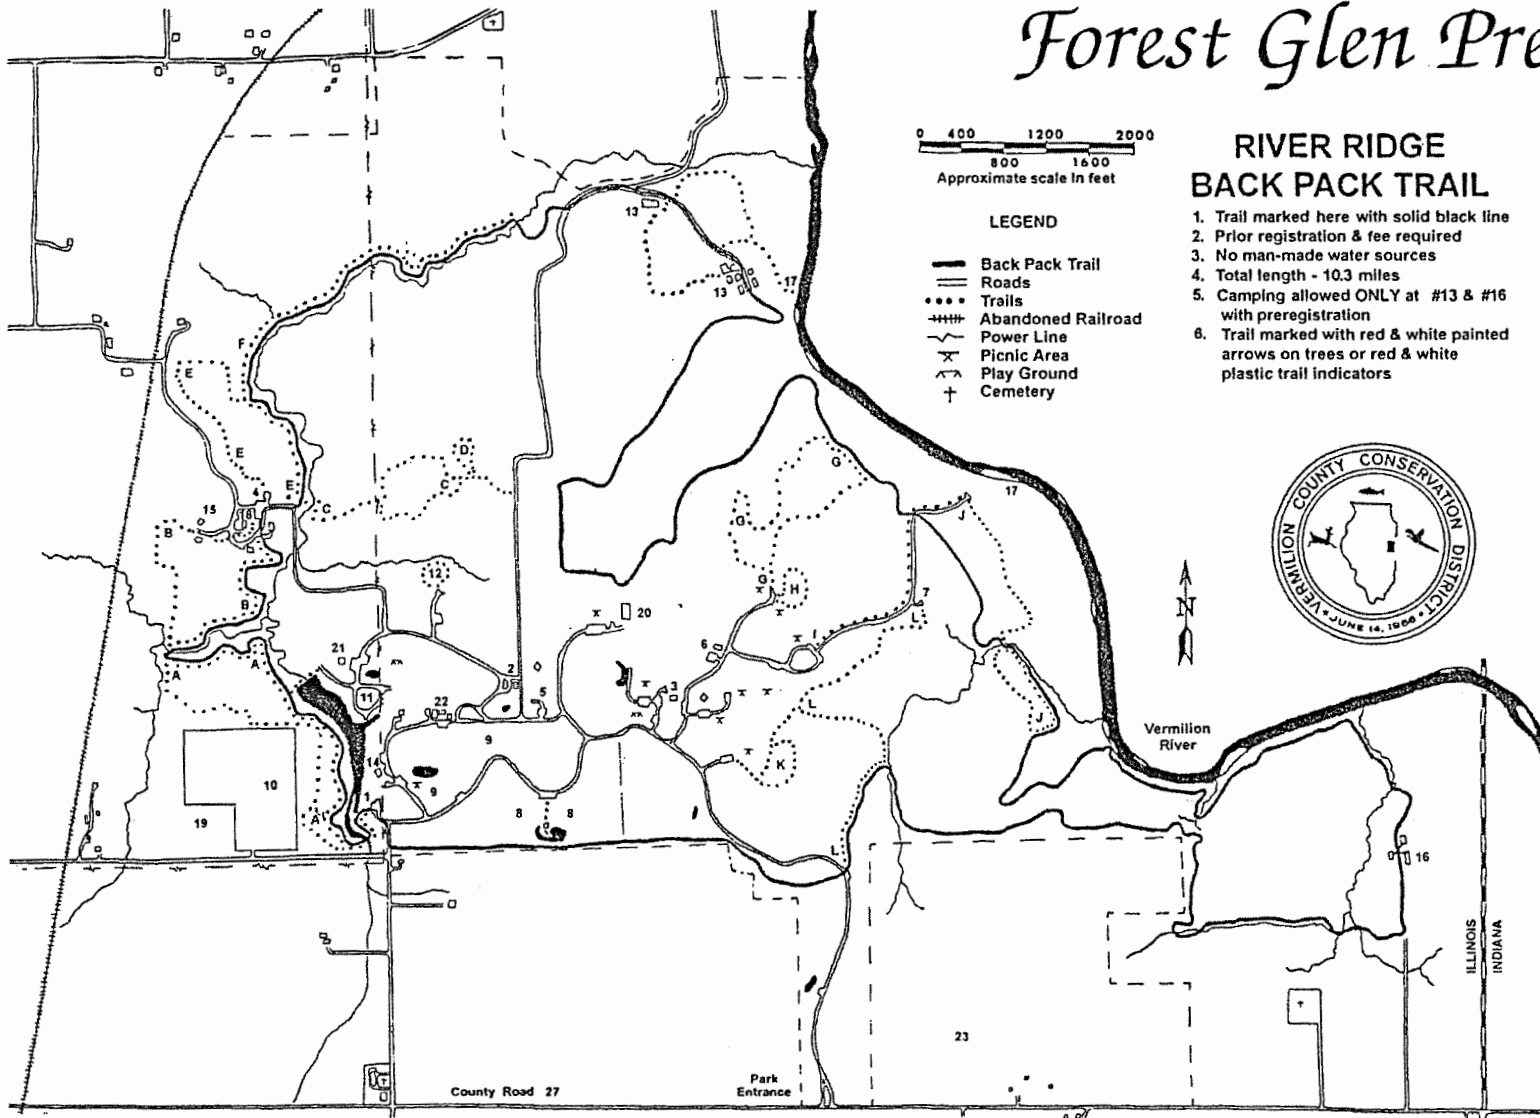 Forest Glen Pre
0 400 1200 2000
800 1600
Approximate scale in feet
RIVER RIDGE
BACK PACK TRAIL
1. Trail marked here with solid black line
2. Prior registration & fee required
3. No man-made water sources
4. Total length - 10.3 miles
5. Camping allowed ONLY at #13 & #16
with preregistration
6. Trail marked with red & white painted
arrows on trees or red & white
plastic trail indicators
LEGEND
Back Pack Trail
Roads
Trails
Abandoned Railroad
Power Line
Picnic Area
Play Ground
Cemetery
VERMILION COUNTY CONSERVATION DISTRICT
JUNE 14, 1966
N
13
13
17
F
E
E
E
D
C
C
G
17
15
4
18
B
G
J
12
G
H
B
20
7
L
I
21
6
A
A
2
11
5
3
J
22
L
Vermilion
River
9
K
14
10
9
1
8
8
19
A
L
16
ILLINOIS
INDIANA
23
County Road 27
Park
Entrance